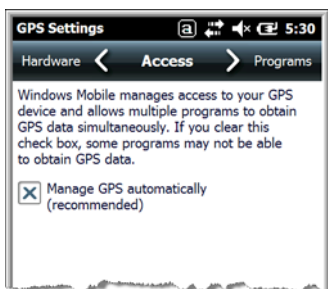 GPS Settings a 5:30
Hardware Access Programs
Windows Mobile manages access to your GPS
device and allows multiple programs to obtain
GPS data simultaneously. If you clear this
check box, some programs may not be able
to obtain GPS data.
Manage GPS automatically
(recommended)